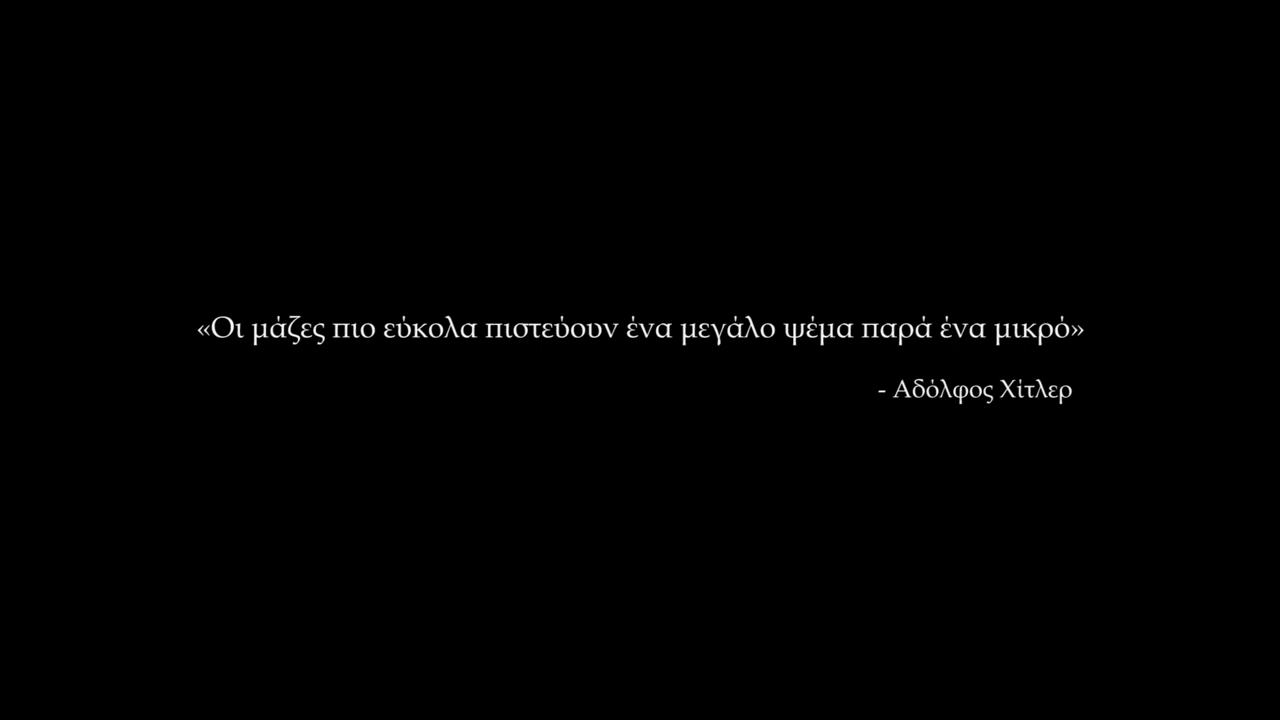 «Οι μάζες πιο εύκολα πιστεύουν ένα μεγάλο ψέμα παρά ένα μικρό»
- Αδόλφος Χίτλερ